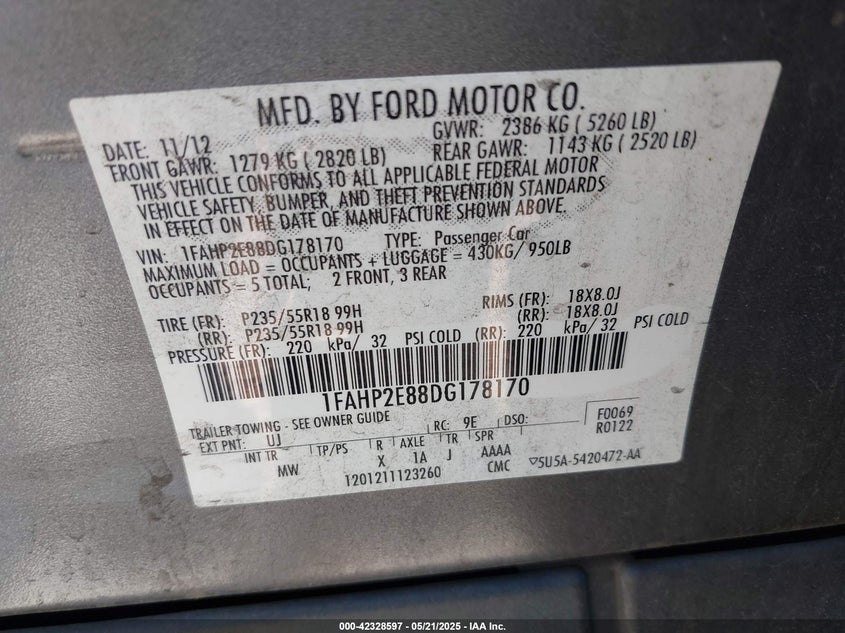 MFD. BY FORD MOTOR CO.
DATE: 11/12 GVWR: 2386 KG ( 5260 LB)
FRONT GAWR: 1279 KG ( 2820 LB) REAR GAWR: 1143 KG ( 2520 LB)
THIS VEHICLE CONFORMS TO ALL APPLICABLE FEDERAL MOTOR
VEHICLE SAFETY, BUMPER, AND THEFT PREVENTION STANDARDS
IN EFFECT ON THE DATE OF MANUFACTURE SHOWN ABOVE.
VIN: 1FAHP2E88DG178170 TYPE: Passenger Car
MAXIMUM LOAD = OCCUPANTS + LUGGAGE = 430KG/ 950LB
OCCUPANTS = 5 TOTAL; 2 FRONT, 3 REAR
TIRE (FR): P235/55R18 99H RIMS (FR): 18X8.0J
(RR): P235/55R18 99H (RR): 18X8.0J
PRESSURE (FR): 220 kPa/ 32 PSI COLD (RR): 220 kPa/ 32 PSI COLD
1FAHP2E88DG178170
TRAILER TOWING - SEE OWNER GUIDE
EXT PNT: UJ RC: 9E DSO: F0069
R0122
INT TR TP/PS R AXLE TR SPR
MW X 1A J AAAA
CMC
1201211123260 ▽5U5A-5420472-AA
000-42328597 - 05/21/2025 - IAA Inc.